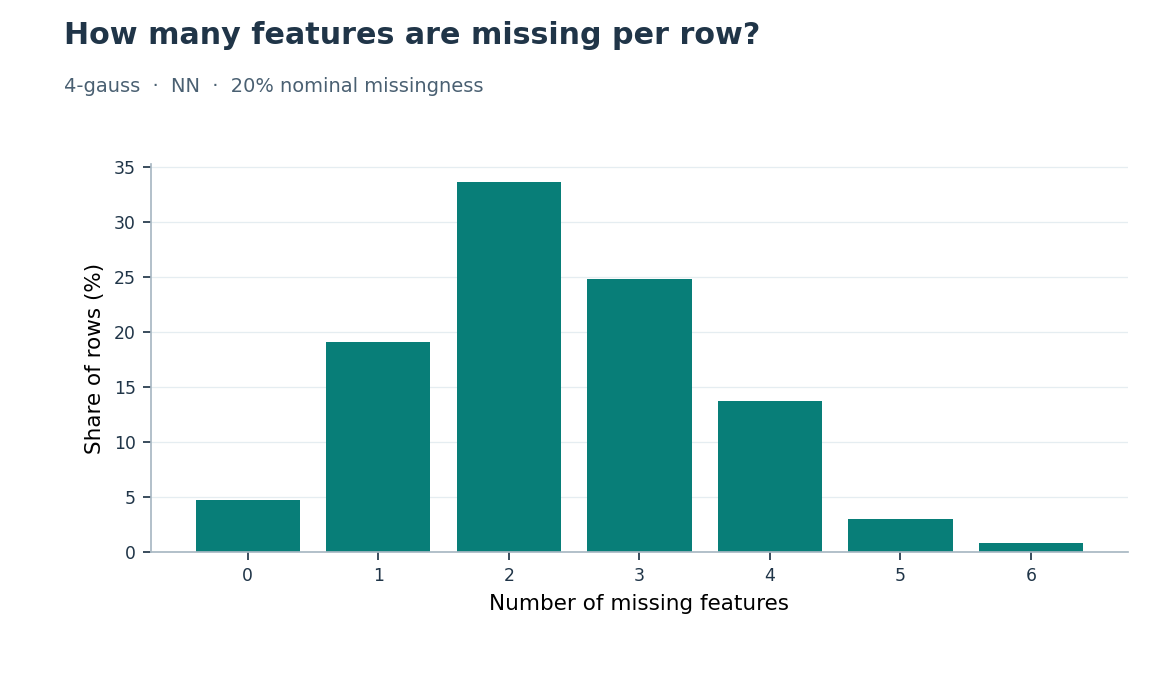 How many features are missing per row?
4-gauss · NN · 20% nominal missingness
35
30
25
20
15
10
5
0
Share of rows (%)
0 1 2 3 4 5 6
Number of missing features